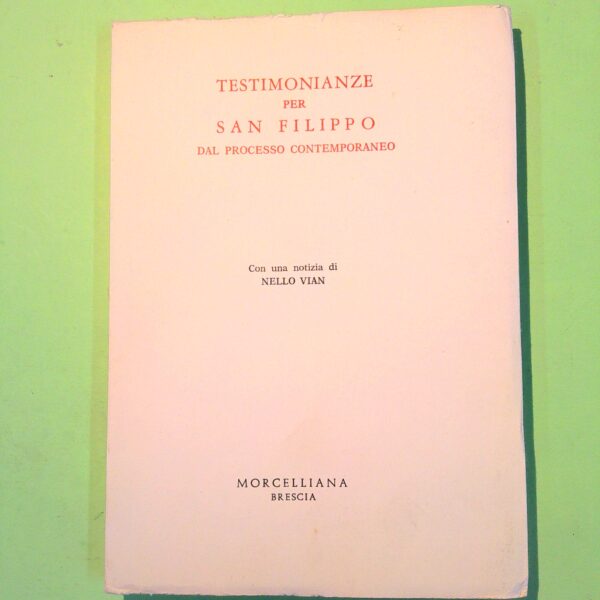 TESTIMONIANZE
PER
SAN FILIPPO
DAL PROCESSO CONTEMPORANEO
Con una notizia di
NELLO VIAN
MORCELLIANA
BRESCIA